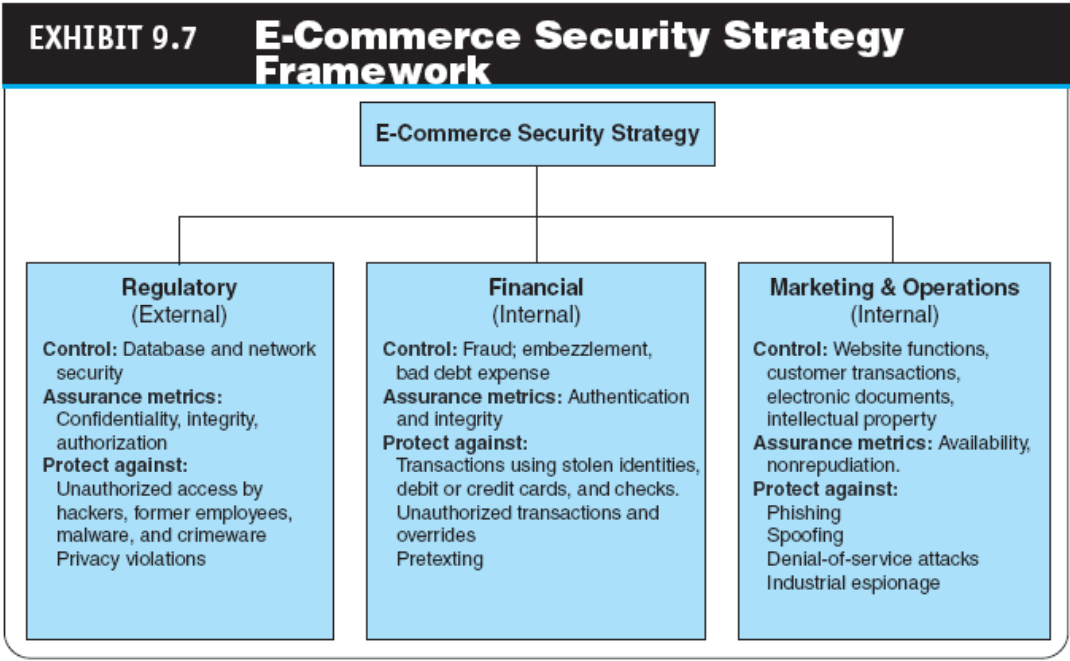 EXHIBIT 9.7
E-Commerce Security Strategy
Framework
E-Commerce Security Strategy
Regulatory
(External)
Control: Database and network
security
Assurance metrics:
Confidentiality, integrity,
authorization
Protect against:
Unauthorized access by
hackers, former employees,
malware, and crimeware
Privacy violations
Financial
(Internal)
Control: Fraud; embezzlement,
bad debt expense
Assurance metrics: Authentication
and integrity
Protect against:
Transactions using stolen identities,
debit or credit cards, and checks.
Unauthorized transactions and
overrides
Pretexting
Marketing & Operations
(Internal)
Control: Website functions,
customer transactions,
electronic documents,
intellectual property
Assurance metrics: Availability,
nonrepudiation.
Protect against:
Phishing
Spoofing
Denial-of-service attacks
Industrial espionage